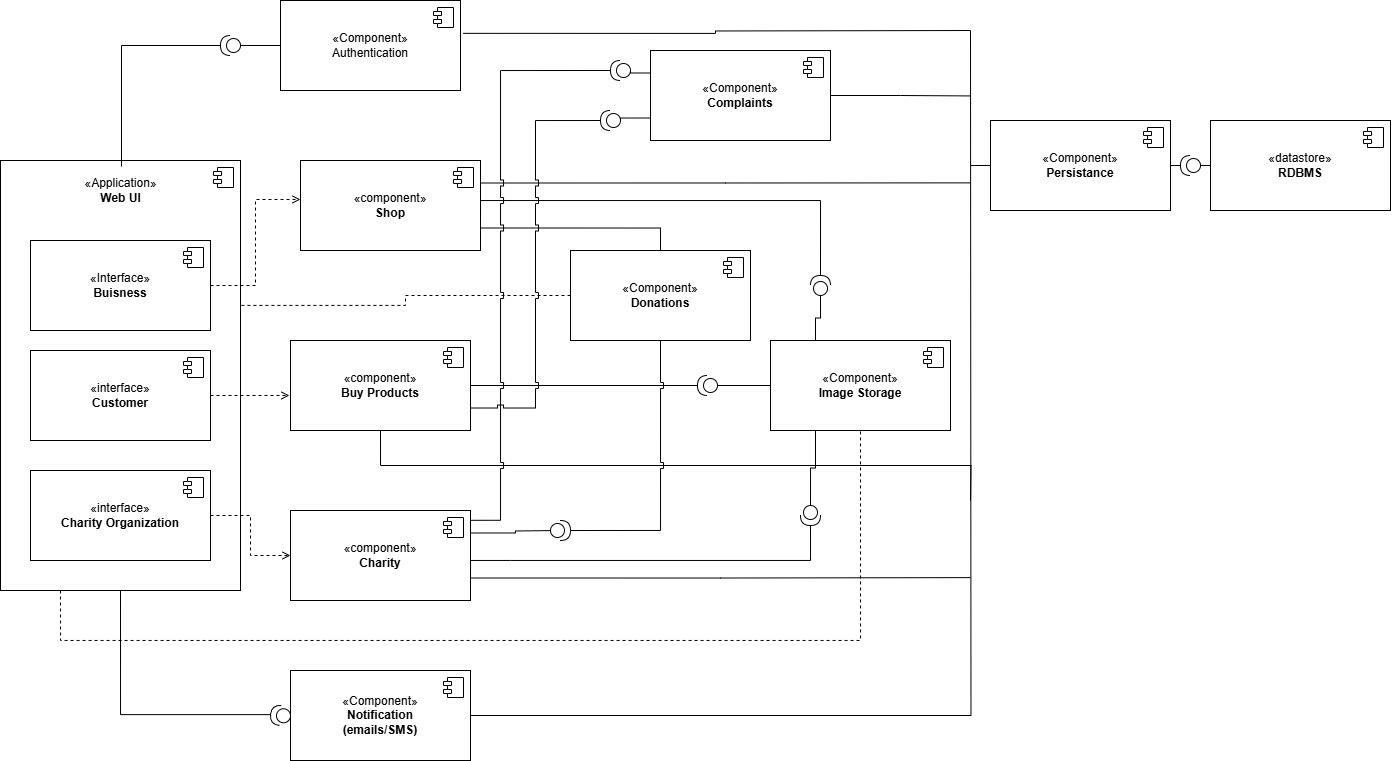 «Component»
Authentication
«Component»
Complaints
«Component»
Persistance
«datastore»
RDBMS
«Application»
Web UI
«component»
Shop
«Interface»
Buisness
«Component»
Donations
«interface»
Customer
«component»
Buy Products
«Component»
Image Storage
«interface»
Charity Organization
«component»
Charity
«Component»
Notification
(emails/SMS)